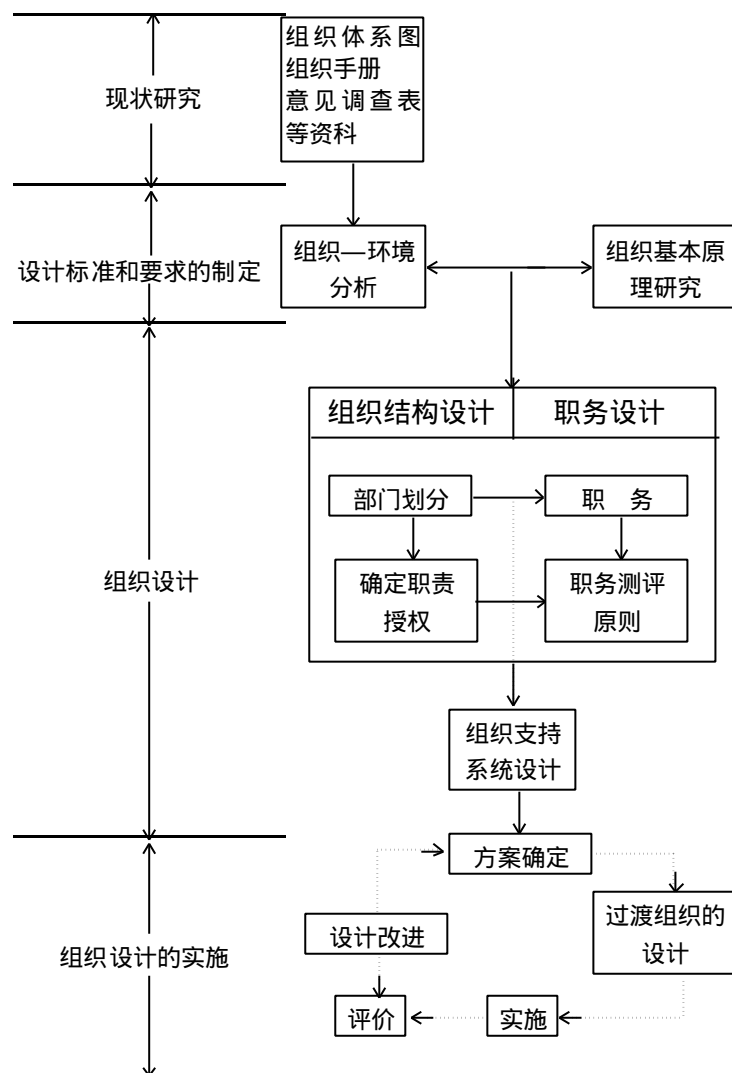 组织体系图
组织手册
意见调查表
等资科
现状研究
设计标准和要求的制定
组织—环境
分析
组织基本原
理研究
组织结构设计
职务设计
部门划分
职 务
组织设计
确定职责
授权
职务测评
原则
组织支持
系统设计
方案确定
过渡组织的
设计
设计改进
组织设计的实施
评价
实施